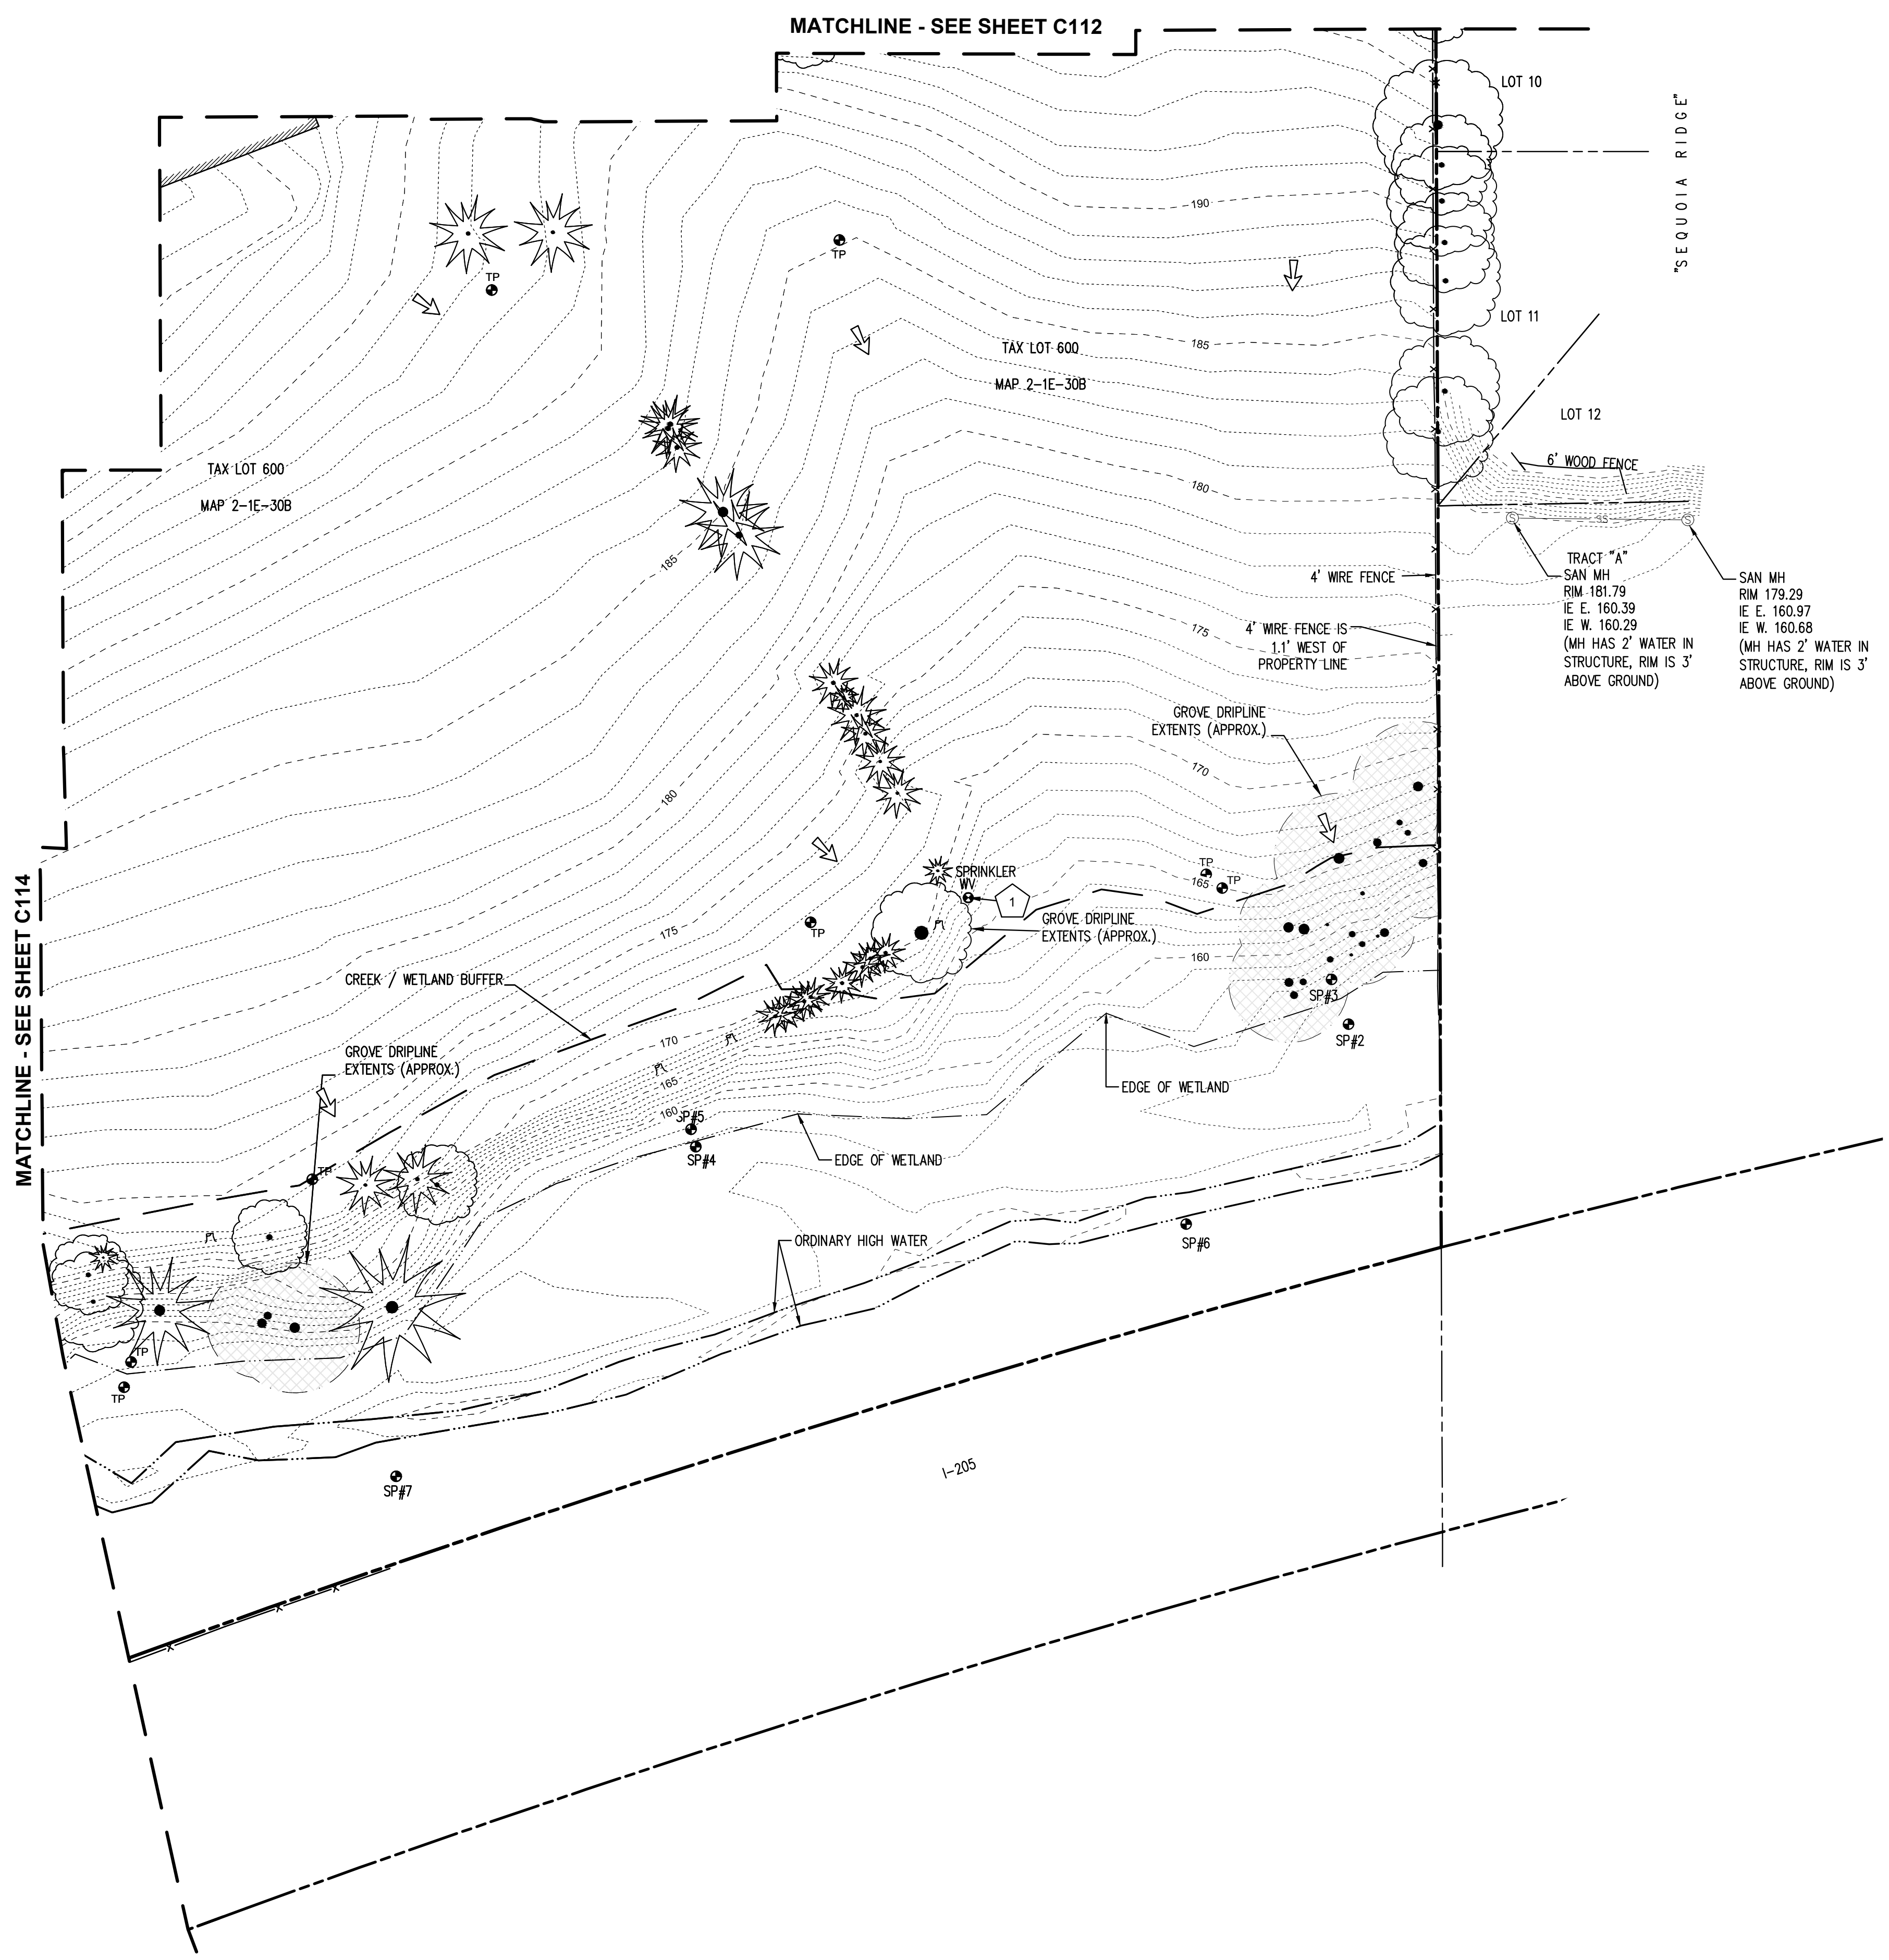 MATCHLINE - SEE SHEET C112
LOT 10
"SEQUOIA RIDGE"
190
TP
TP
LOT 11
185
TAX LOT 600
MAP 2-1E-30B
LOT 12
6' WOOD FENCE
TAX LOT 600
MAP 2-1E-30B
180
S
SS
S
185
4' WIRE FENCE
TRACT "A"
SAN MH
RIM 181.79
IE E. 160.39
IE W. 160.29
(MH HAS 2' WATER IN
STRUCTURE, RIM IS 3'
ABOVE GROUND)
SAN MH
RIM 179.29
IE E. 160.97
IE W. 160.68
(MH HAS 2' WATER IN
STRUCTURE, RIM IS 3'
ABOVE GROUND)
175
4' WIRE FENCE IS
1.1' WEST OF
PROPERTY LINE
GROVE DRIPLINE
EXTENTS (APPROX.)
170
180
SPRINKLER
WV
1
TP
165
TP
GROVE DRIPLINE
EXTENTS (APPROX.)
TP
175
160
CREEK / WETLAND BUFFER
SP#3
SP#2
MATCHLINE - SEE SHEET C114
170
GROVE DRIPLINE
EXTENTS (APPROX.)
165
EDGE OF WETLAND
160
SP#5
SP#4
EDGE OF WETLAND
TP
ORDINARY HIGH WATER
SP#6
TP
TP
I-205
SP#7